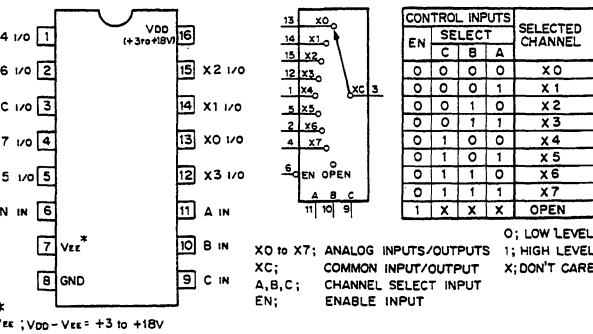 4 I/O 1
VDD
(+3to+18V)
16
6 I/O 2
15 X2 I/O
C I/O 3
14 X1 I/O
7 I/O 4
13 X0 I/O
5 I/O 5
12 X3 I/O
N IN 6
11 A IN
7 VEE*
10 B IN
8 GND
9 C IN
*
VEE ; VDD - VEE = +3 to +18V
13 X0
14 X1
15 X2
12 X3
1 X4
XC 3
5 X5
2 X6
4 X7
6 EN OPEN
A B C
11 10 9
CONTROL INPUTS
SELECTED
CHANNEL
EN SELECT
C B A
0 0 0 0 X0
0 0 0 1 X1
0 0 1 0 X2
0 0 1 1 X3
0 1 0 0 X4
0 1 0 1 X5
0 1 1 0 X6
0 1 1 1 X7
1 X X X OPEN
0; LOW LEVEL
1; HIGH LEVEL
X; DON'T CARE
X0 to X7; ANALOG INPUTS/OUTPUTS
XC; COMMON INPUT/OUTPUT
A,B,C; CHANNEL SELECT INPUT
EN; ENABLE INPUT